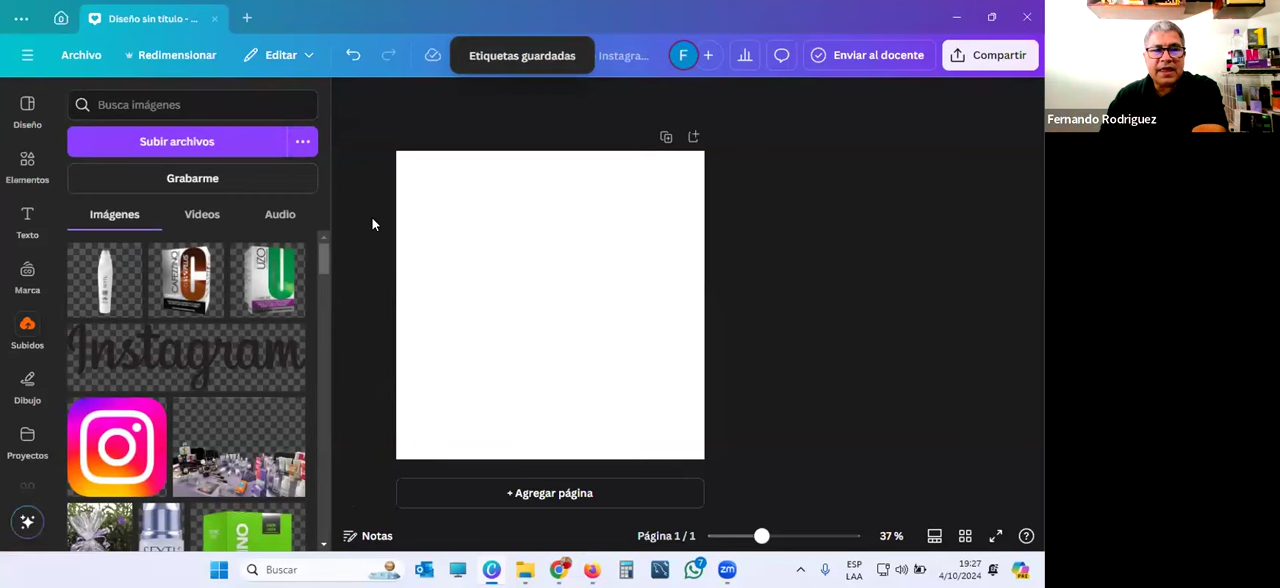 Diseño sin título - ...
Archivo
Redimensionar
Editar
Etiquetas guardadas
Instagra...
F
Enviar al docente
Compartir
Fernando Rodriguez
Diseño
Elementos
Texto
Marca
Subidos
Dibujo
Proyectos
Busca imágenes
Subir archivos
Grabarme
Imágenes
Videos
Audio
Instagram
+ Agregar página
Notas
Página 1 / 1
37 %
Buscar
ESP
LAA
19:27
4/10/2024
zm